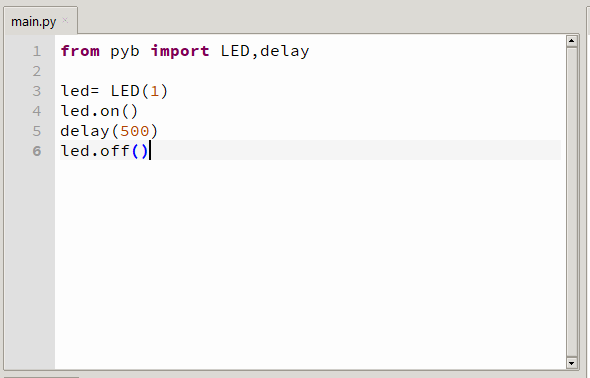 main.py
1 from pyb import LED,delay
2
3 led= LED(1)
4 led.on()
5 delay(500)
6 led.off()